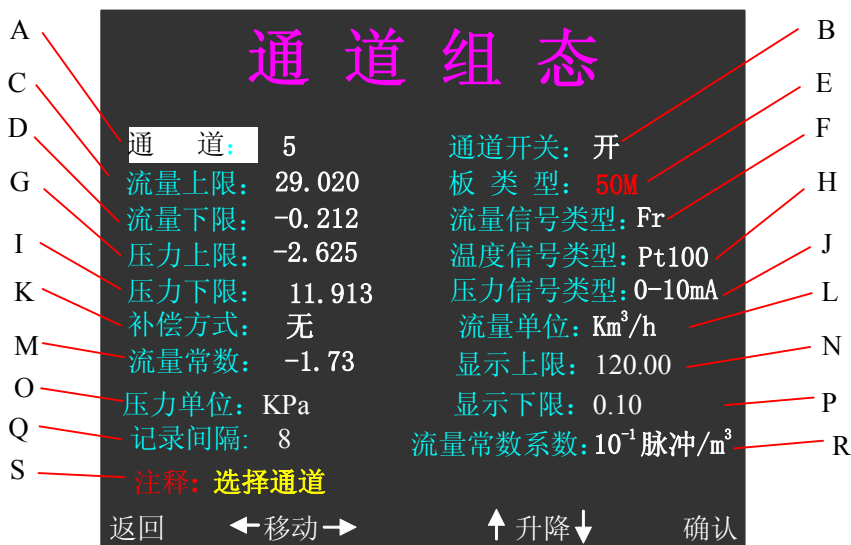 通道组态
A
B
C
D
E
F
G
H
I
J
K
L
M
N
O
P
Q
R
S
通 道： 5 通道开关：开
流量上限：29.020 板 类 型：50M
流量下限：-0.212 流量信号类型：Fr
压力上限：-2.625 温度信号类型：Pt100
压力下限：11.913 压力信号类型：0-10mA
补偿方式：无 流量单位：Km³/h
流量常数：-1.73 显示上限：120.00
压力单位：KPa 显示下限：0.10
记录间隔: 8 流量常数系数：10⁻¹脉冲/m³
注释：选择通道
返回 ←移动→ ↑升降↓ 确认